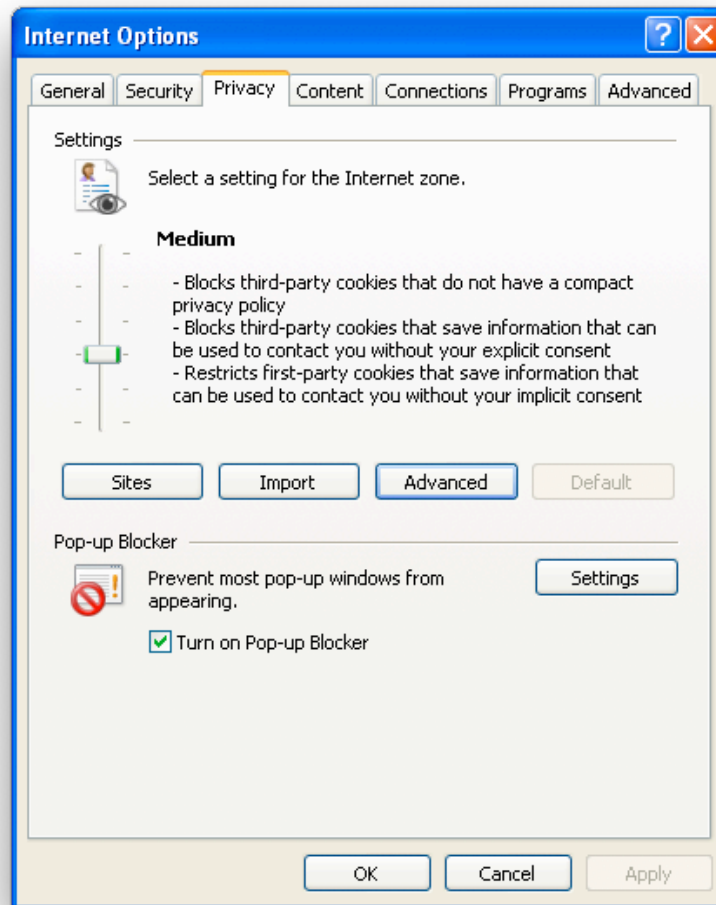 Internet Options
General Security Privacy Content Connections Programs Advanced
Settings
Select a setting for the Internet zone.
Medium
- Blocks third-party cookies that do not have a compact
privacy policy
- Blocks third-party cookies that save information that can
be used to contact you without your explicit consent
- Restricts first-party cookies that save information that
can be used to contact you without your implicit consent
Sites Import Advanced Default
Pop-up Blocker
Prevent most pop-up windows from
appearing.
Settings
Turn on Pop-up Blocker
OK Cancel Apply